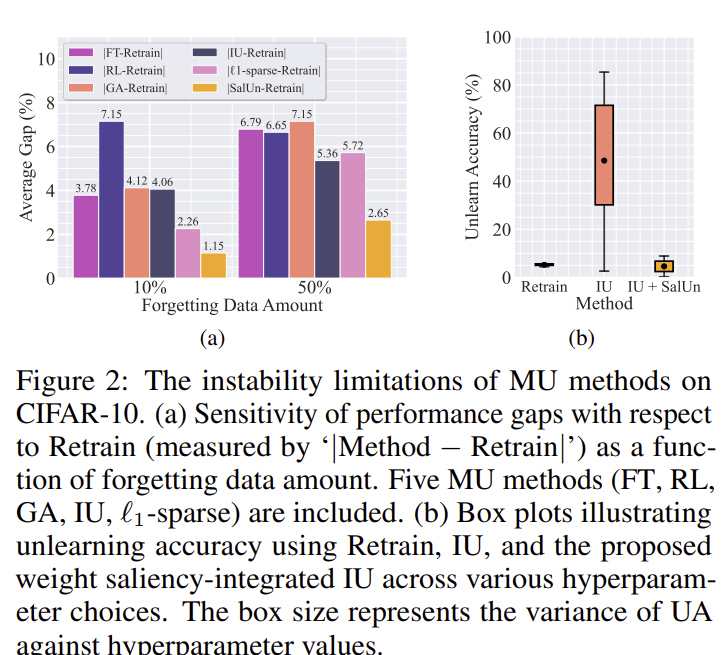 |FT-Retrain| |IU-Retrain|
|RL-Retrain| |ℓ1-sparse-Retrain|
|GA-Retrain| |SalUn-Retrain|
Average Gap (%)
10
8
6
4
2
0
3.78 7.15 4.12 4.06 2.26 1.15
6.79 6.65 7.15 5.36 5.72 2.65
10% 50%
Forgetting Data Amount
(a)
Unlearn Accuracy (%)
100
80
60
40
20
0
Retrain IU IU + SalUn
Method
(b)
Figure 2: The instability limitations of MU methods on
CIFAR-10. (a) Sensitivity of performance gaps with respect
to Retrain (measured by ‘|Method − Retrain|’) as a func-
tion of forgetting data amount. Five MU methods (FT, RL,
GA, IU, ℓ1-sparse) are included. (b) Box plots illustrating
unlearning accuracy using Retrain, IU, and the proposed
weight saliency-integrated IU across various hyperparam-
eter choices. The box size represents the variance of UA
against hyperparameter values.